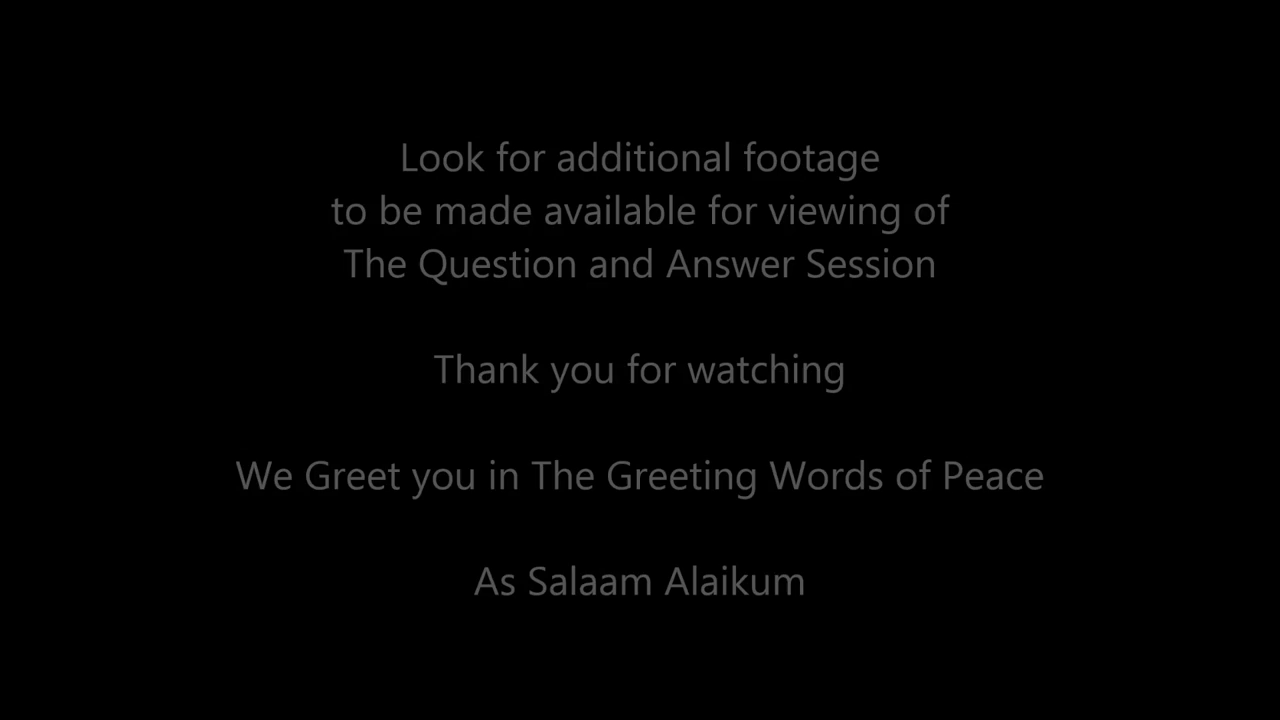 Look for additional footage
to be made available for viewing of
The Question and Answer Session
Thank you for watching
We Greet you in The Greeting Words of Peace
As Salaam Alaikum